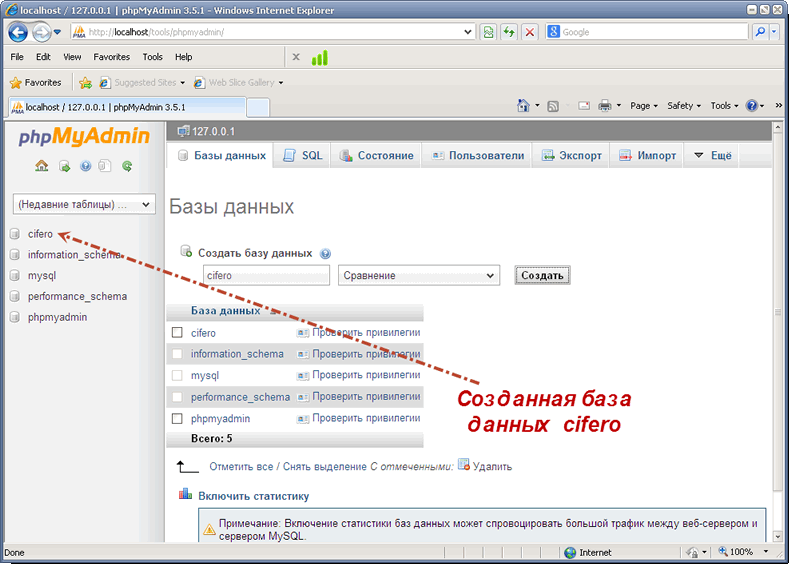 localhost / 127.0.0.1 | phpMyAdmin 3.5.1 - Windows Internet Explorer
http://localhost/tools/phpmyadmin/
Google
File Edit View Favorites Tools Help
Favorites Suggested Sites Web Slice Gallery
localhost / 127.0.0.1 | phpMyAdmin 3.5.1
Page Safety Tools
phpMyAdmin
(Недавние таблицы) ...
cifero
information_schema
mysql
performance_schema
phpmyadmin
127.0.0.1
Базы данных SQL Состояние Пользователи Экспорт Импорт Ещё
Базы данных
Создать базу данных
cifero Сравнение Создать
База данных
cifero Проверить привилегии
information_schema Проверить привилегии
mysql Проверить привилегии
performance_schema Проверить привилегии
phpmyadmin Проверить привилегии
Всего: 5
Созданная база
данных cifero
Отметить все / Снять выделение С отмеченными: Удалить
Включить статистику
Примечание: Включение статистики баз данных может спровоцировать большой трафик между веб-сервером и
сервером MySQL.
Done Internet 100%